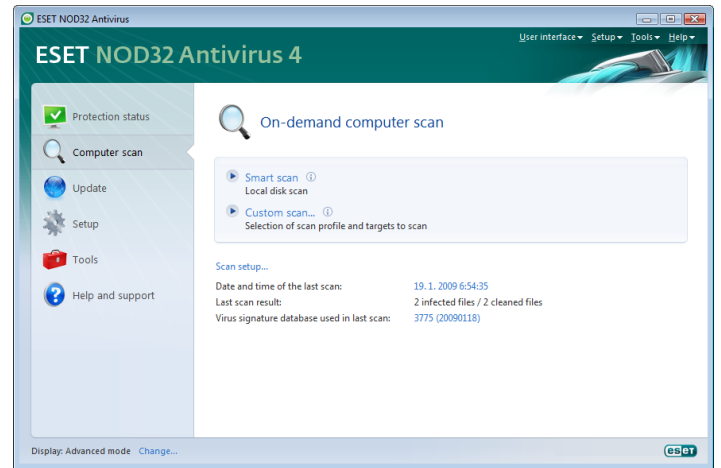 ESET NOD32 Antivirus
User interface Setup Tools Help
ESET NOD32 Antivirus 4
Protection status
Computer scan
Update
Setup
Tools
Help and support
On-demand computer scan
Smart scan
Local disk scan
Custom scan...
Selection of scan profile and targets to scan
Scan setup...
Date and time of the last scan: 19. 1. 2009 6:54:35
Last scan result: 2 infected files / 2 cleaned files
Virus signature database used in last scan: 3775 (20090118)
Display: Advanced mode Change...
eseT